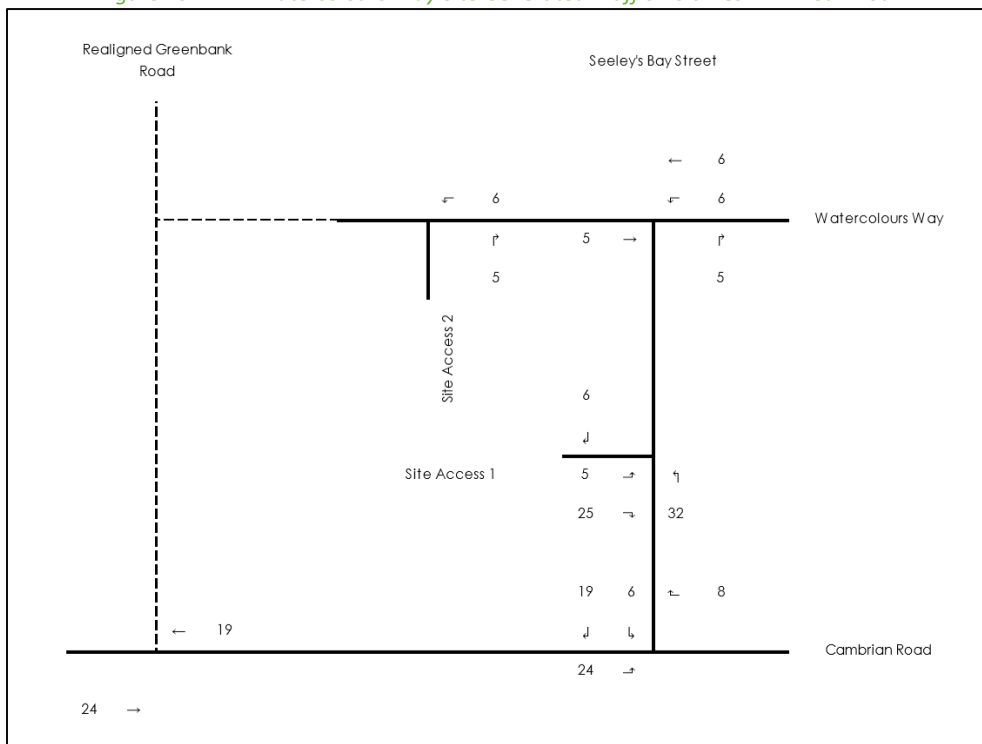 Realigned Greenbank
Road
Seeley's Bay Street
← 6
6
6
Watercolours Way
5 →
5
5
Site Access 2
6
Site Access 1
5
25
32
19 6 8
← 19
Cambrian Road
24
24 →